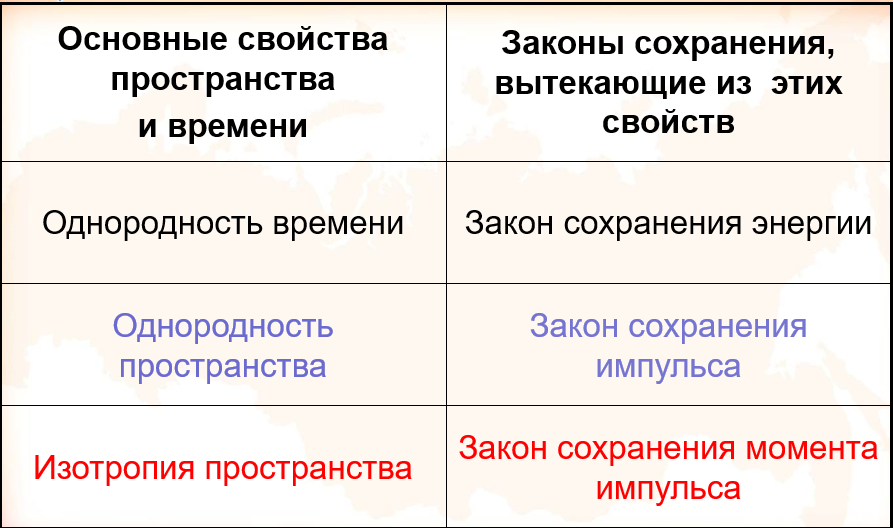 Основные свойства
пространства
и времени
Законы сохранения,
вытекающие из этих
свойств
Однородность времени
Закон сохранения энергии
Однородность
пространства
Закон сохранения
импульса
Изотропия пространства
Закон сохранения момента
импульса